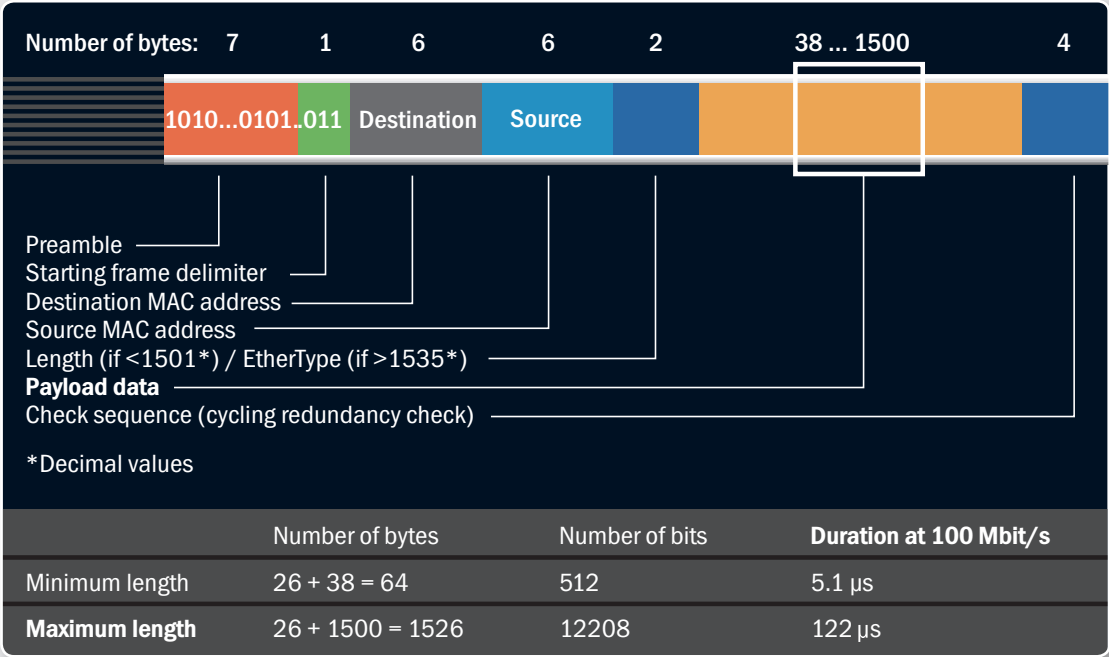 Number of bytes: 7 1 6 6 2 38 ... 1500 4
1010...0101..011 Destination Source
Preamble
Starting frame delimiter
Destination MAC address
Source MAC address
Length (if <1501*) / EtherType (if >1535*)
Payload data
Check sequence (cycling redundancy check)
*Decimal values
Number of bytes Number of bits Duration at 100 Mbit/s
Minimum length 26 + 38 = 64 512 5.1 µs
Maximum length 26 + 1500 = 1526 12208 122 µs